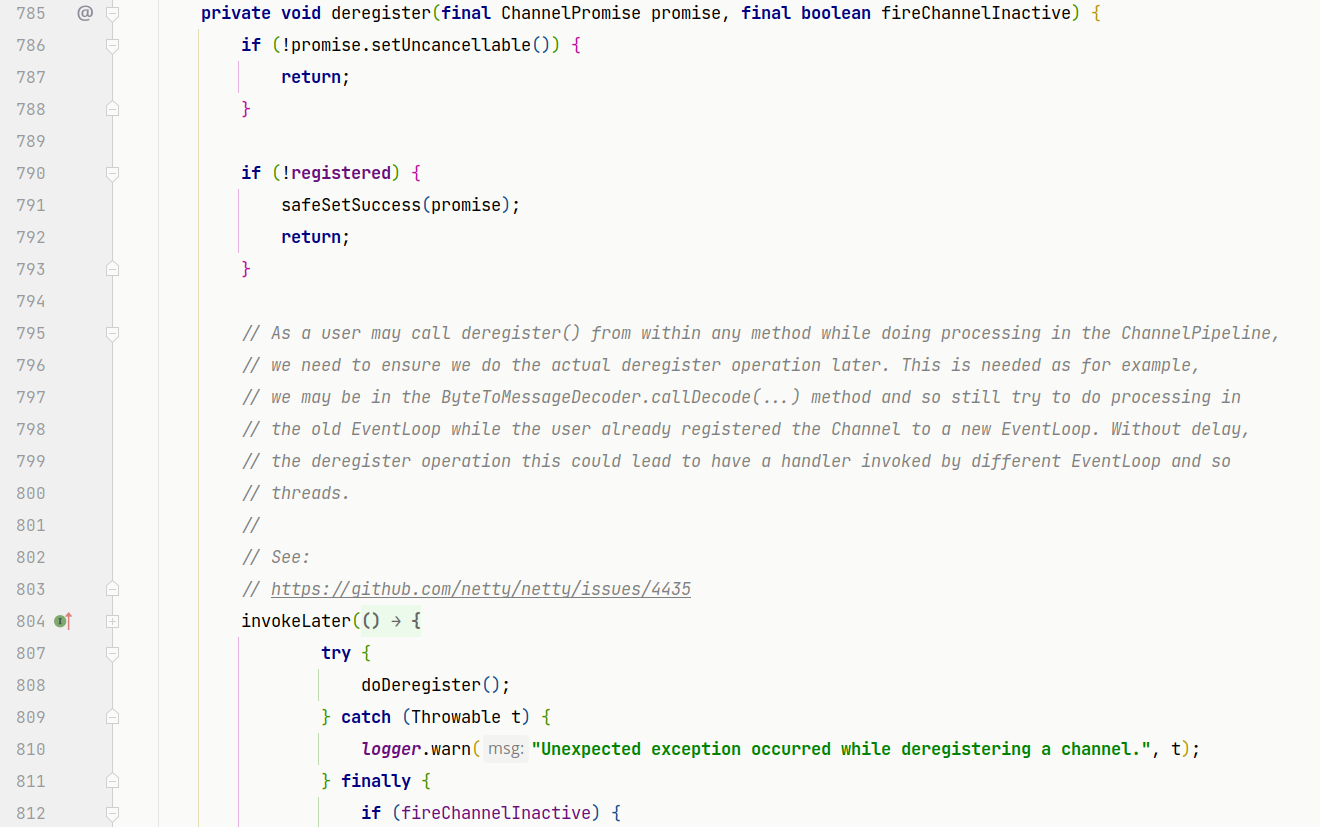 785 @ private void deregister(final ChannelPromise promise, final boolean fireChannelInactive) {
786 if (!promise.setUncancellable()) {
787 return;
788 }
789
790 if (!registered) {
791 safeSetSuccess(promise);
792 return;
793 }
794
795 // As a user may call deregister() from within any method while doing processing in the ChannelPipeline,
796 // we need to ensure we do the actual deregister operation later. This is needed as for example,
797 // we may be in the ByteToMessageDecoder.callDecode(...) method and so still try to do processing in
798 // the old EventLoop while the user already registered the Channel to a new EventLoop. Without delay,
799 // the deregister operation this could lead to have a handler invoked by different EventLoop and so
800 // threads.
801 //
802 // See:
803 // https://github.com/netty/netty/issues/4435
804 invokeLater(() → {
807 try {
808 doDeregister();
809 } catch (Throwable t) {
810 logger.warn( msg: "Unexpected exception occurred while deregistering a channel.", t);
811 } finally {
812 if (fireChannelInactive) {